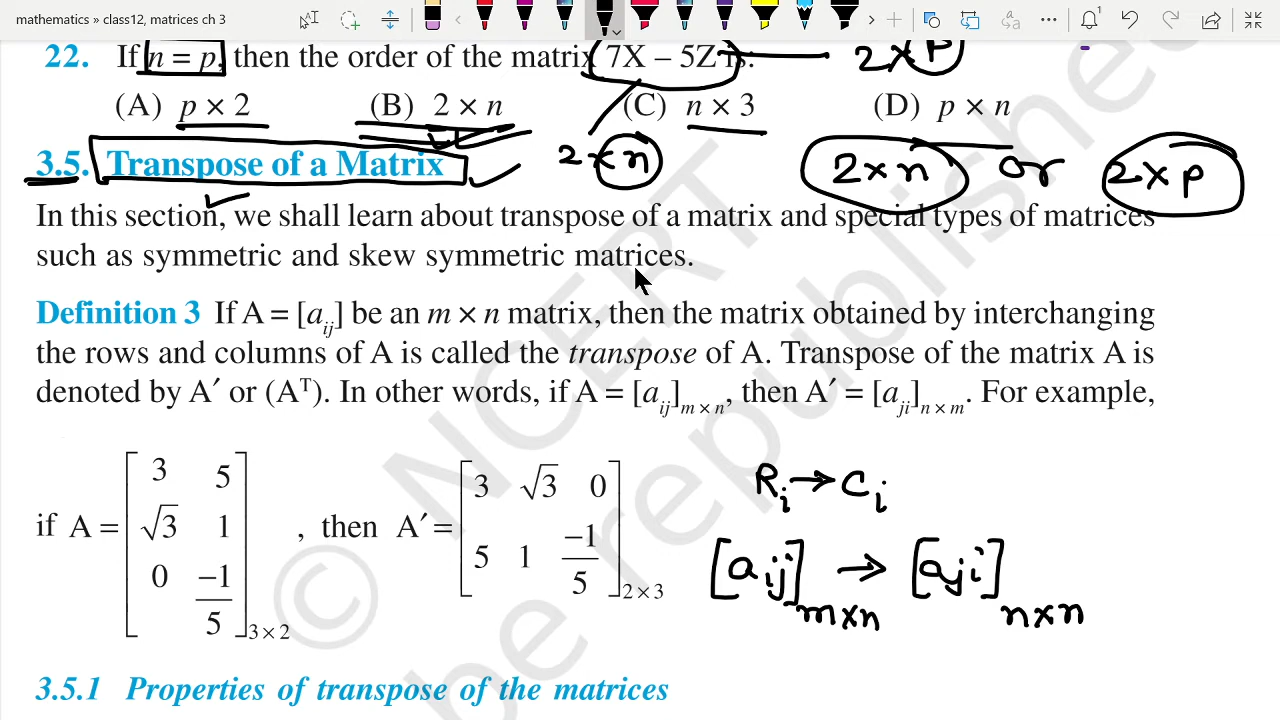 mathematics » class12, matrices ch 3
22. If n = p, then the order of the matrix 7X – 5Z is: 2 × p
(A) p × 2 (B) 2 × n (C) n × 3 (D) p × n
3.5. Transpose of a Matrix 2 × n 2 × n or 2 × p
In this section, we shall learn about transpose of a matrix and special types of matrices
such as symmetric and skew symmetric matrices.
Definition 3 If A = [aij] be an m × n matrix, then the matrix obtained by interchanging
the rows and columns of A is called the transpose of A. Transpose of the matrix A is
denoted by A′ or (Aᵀ). In other words, if A = [aij]m × n, then A′ = [aji]n × m. For example,
if A = [3 5; √3 1; 0 –1/5]3 × 2, then A′ = [3 √3 0; 5 1 –1/5]2 × 3
Ri → Ci
[aij]m×n → [aji]n×n
3.5.1 Properties of transpose of the matrices
© NCERT
be republished